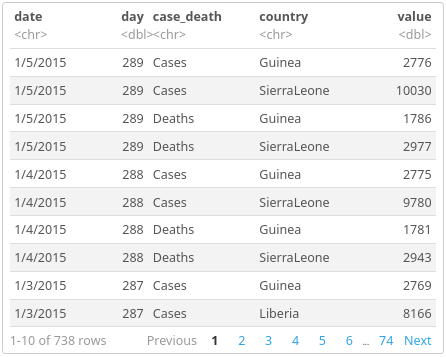 date day case_death country value
<chr> <dbl> <chr> <chr> <dbl>
1/5/2015 289 Cases Guinea 2776
1/5/2015 289 Cases SierraLeone 10030
1/5/2015 289 Deaths Guinea 1786
1/5/2015 289 Deaths SierraLeone 2977
1/4/2015 288 Cases Guinea 2775
1/4/2015 288 Cases SierraLeone 9780
1/4/2015 288 Deaths Guinea 1781
1/4/2015 288 Deaths SierraLeone 2943
1/3/2015 287 Cases Guinea 2769
1/3/2015 287 Cases Liberia 8166
1-10 of 738 rows Previous 1 2 3 4 5 6 ... 74 Next